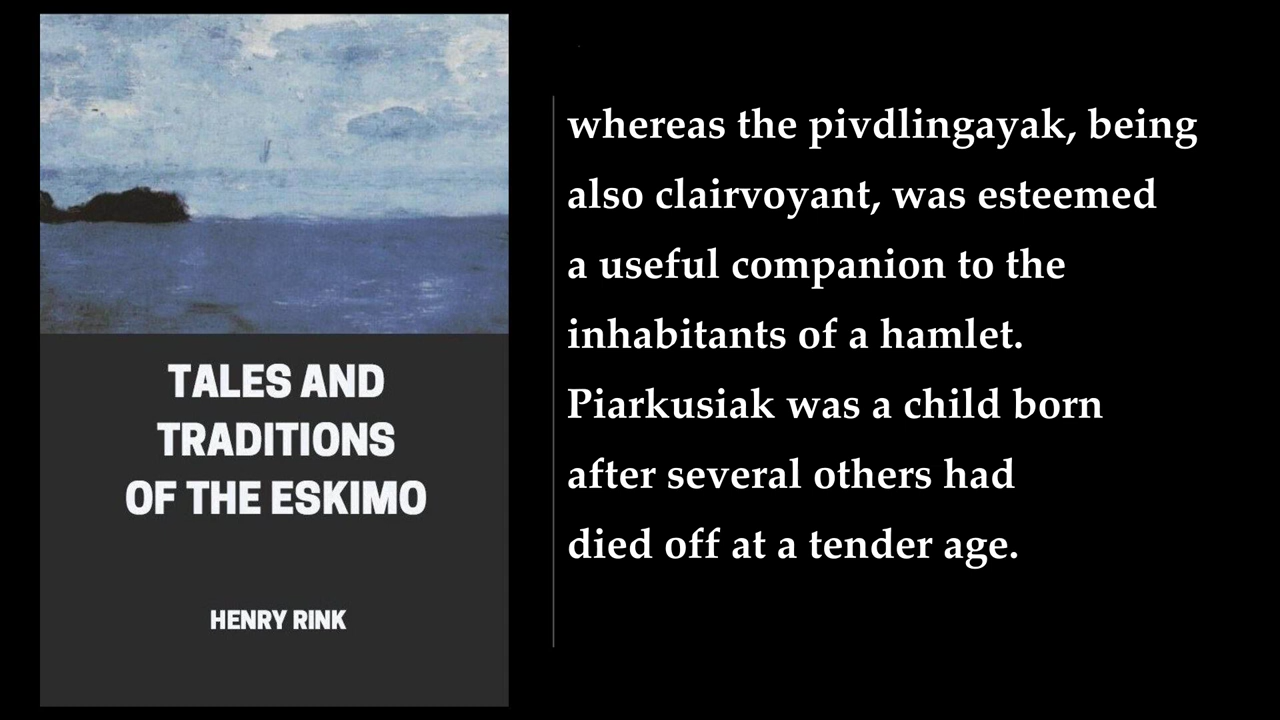 TALES AND
TRADITIONS
OF THE ESKIMO
HENRY RINK
whereas the pivdlingayak, being
also clairvoyant, was esteemed
a useful companion to the
inhabitants of a hamlet.
Piarkusiak was a child born
after several others had
died off at a tender age.